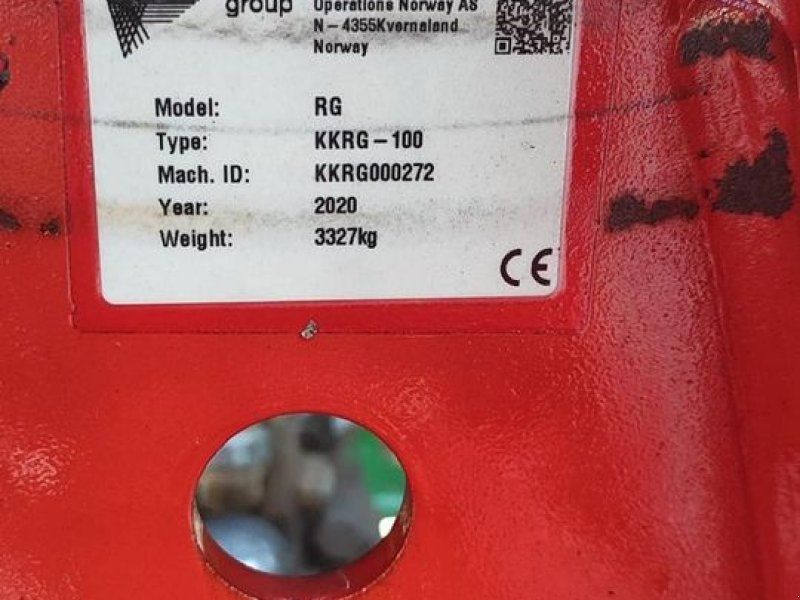 group
Operations Norway AS
N-4355Kvernaland
Norway
Model: RG
Type: KKRG-100
Mach. ID: KKRG000272
Year: 2020
Weight: 3327kg
CE